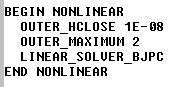 BEGIN NONLINEAR
  OUTER_HCLOSE 1E-08
  OUTER_MAXIMUM 2
  LINEAR_SOLVER_BJPC
END NONLINEAR